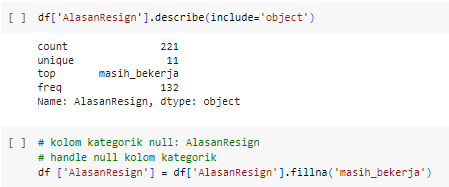 [ ] df['AlasanResign'].describe(include='object')
count 221
unique 11
top masih_bekerja
freq 132
Name: AlasanResign, dtype: object
[ ] # kolom kategorik null: AlasanResign
# handle null kolom kategorik
df ['AlasanResign'] = df['AlasanResign'].fillna('masih_bekerja')